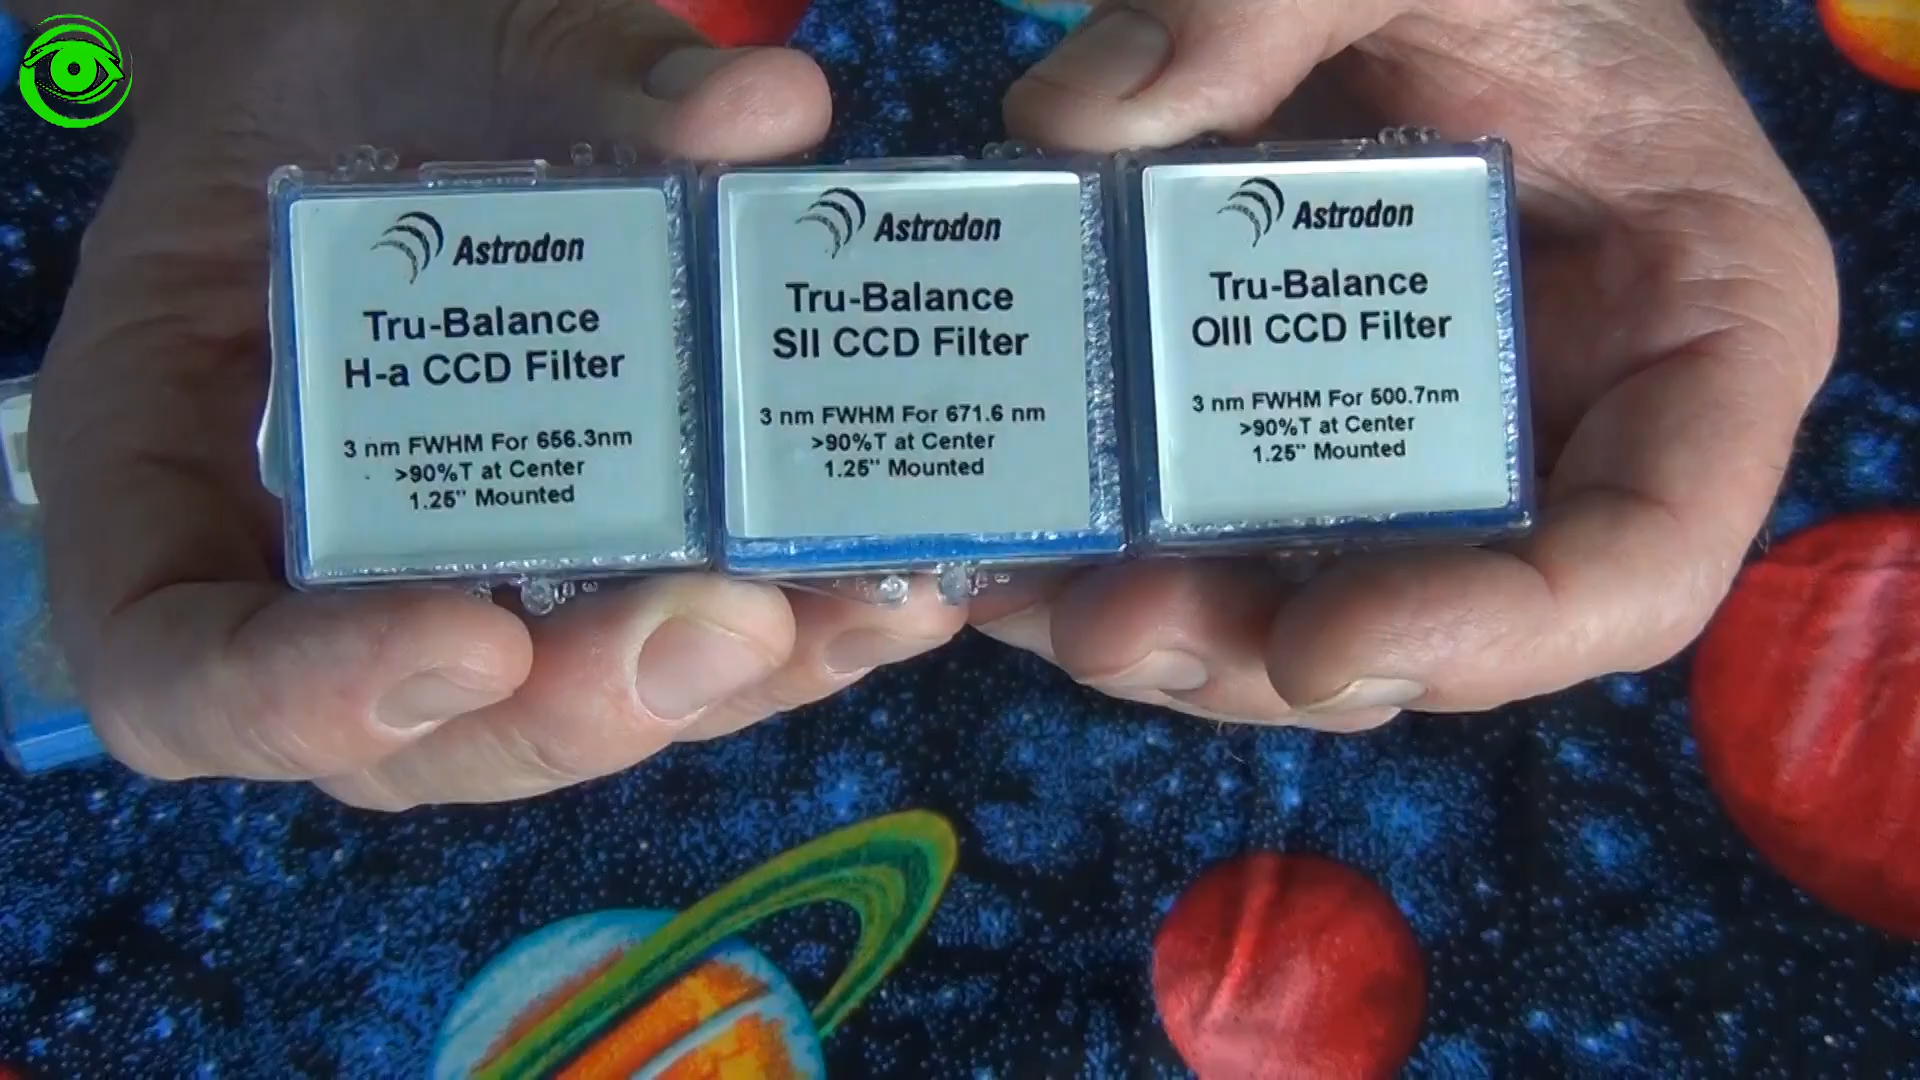 Astrodon
Tru-Balance
H-a CCD Filter
3 nm FWHM For 656.3nm
>90%T at Center
1.25" Mounted
Astrodon
Tru-Balance
SII CCD Filter
3 nm FWHM For 671.6 nm
>90%T at Center
1.25" Mounted
Astrodon
Tru-Balance
OIII CCD Filter
3 nm FWHM For 500.7nm
>90%T at Center
1.25" Mounted